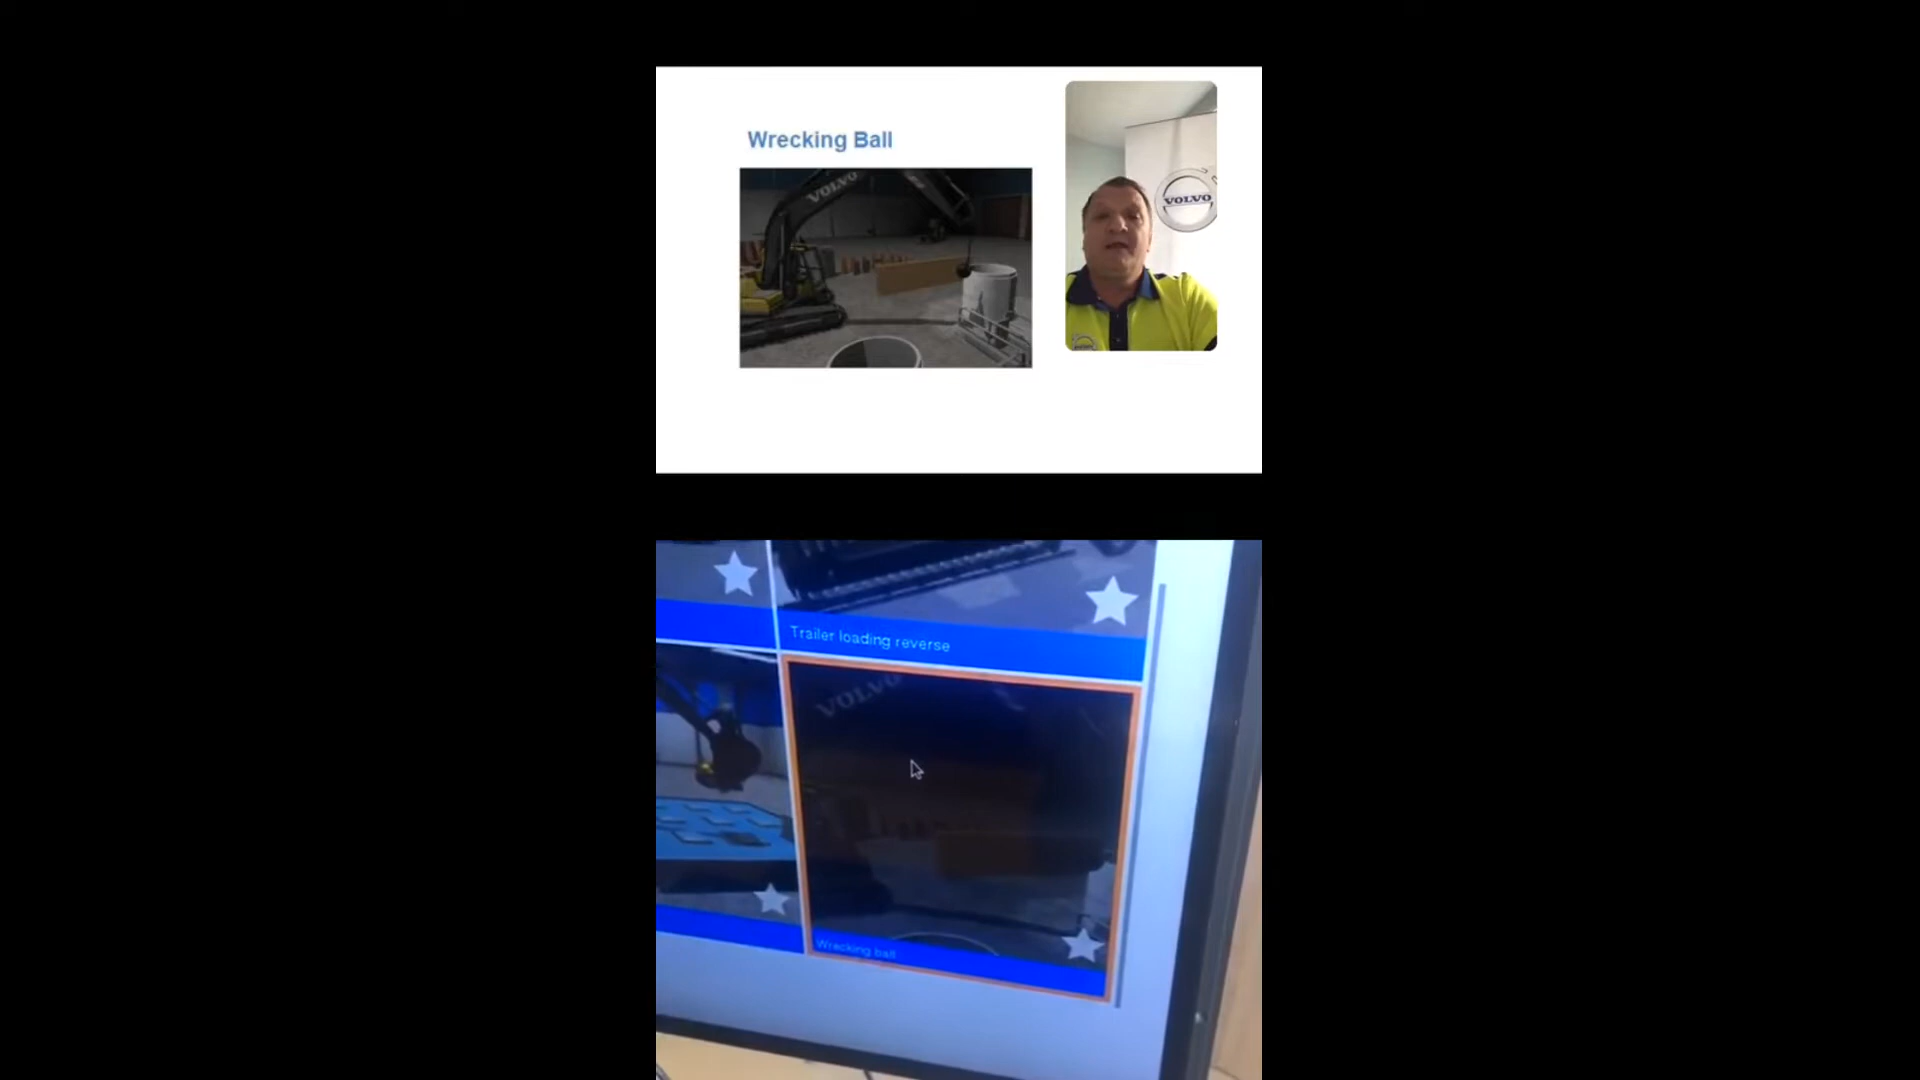 Wrecking Ball
VOLVO
VOLVO
Trailer loading reverse
VOLVO
Wrecking ball